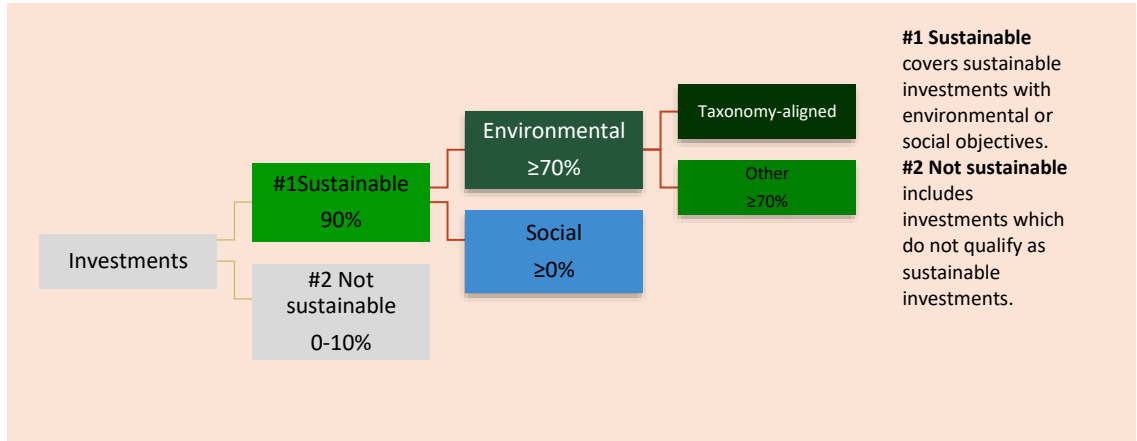 Investments
#1Sustainable
90%
#2 Not
sustainable
0-10%
Environmental
≥70%
Social
≥0%
Taxonomy-aligned
Other
≥70%
#1 Sustainable
covers sustainable
investments with
environmental or
social objectives.
#2 Not sustainable
includes
investments which
do not qualify as
sustainable
investments.